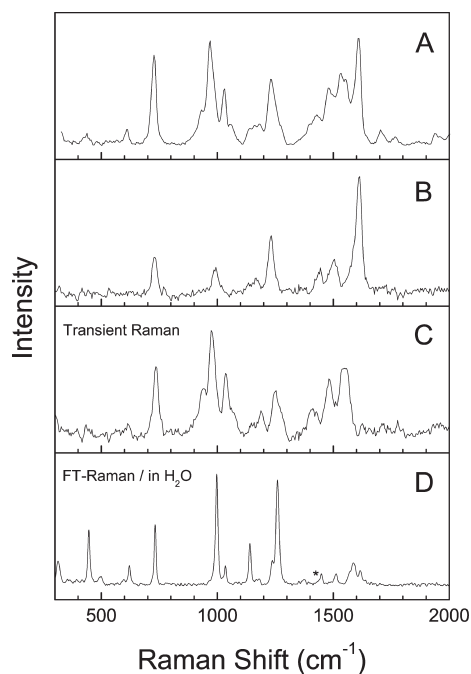 A
B
Transient Raman
C
FT-Raman / in H₂O
D
*
Intensity
500 1000 1500 2000
Raman Shift (cm⁻¹)